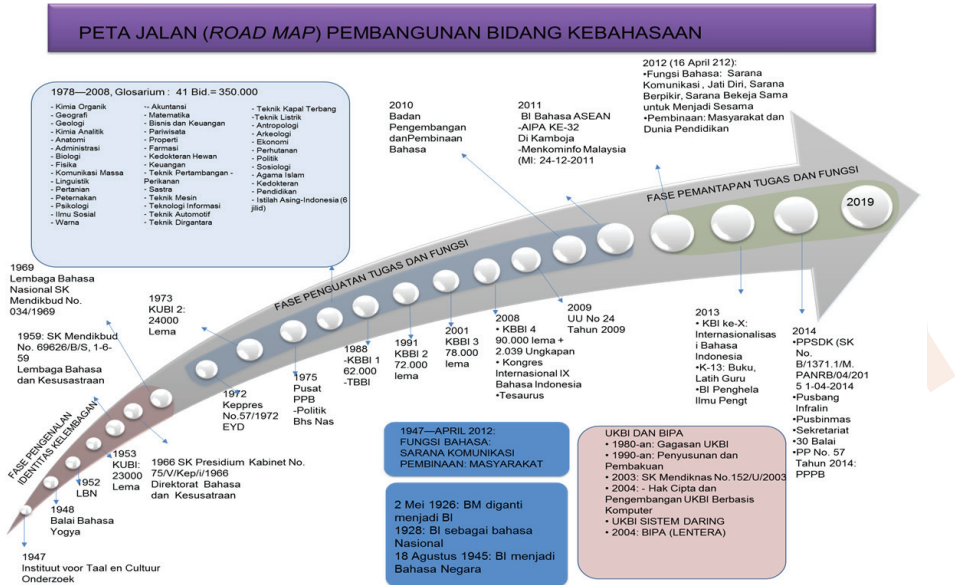 PETA JALAN (ROAD MAP) PEMBANGUNAN BIDANG KEBAHASAAN
1978—2008, Glosarium : 41 Bid.= 350.000
- Kimia Organik
- Geografi
- Geologi
- Kimia Analitik
- Anatomi
- Administrasi
- Biologi
- Fisika
- Komunikasi Massa
- Linguistik
- Pertanian
- Peternakan
- Psikologi
- Ilmu Sosial
- Warna
-- Akuntansi
- Matematika
- Bisnis dan Keuangan
- Pariwisata
- Properti
- Farmasi
- Kedokteran Hewan
- Keuangan
- Teknik Pertambangan -
Perikanan
- Sastra
- Teknik Mesin
- Teknologi Informasi
- Teknik Automotif
- Teknik Dirgantara
- Teknik Kapal Terbang
-Teknik Listrik
- Antropologi
- Arkeologi
- Ekonomi
- Perhutanan
- Politik
- Sosiologi
- Agama Islam
- Kedokteran
- Pendidikan
- Istilah Asing-Indonesia (6
jilid)
2010
Badan
Pengembangan
danPembinaan
Bahasa
2011
BI Bahasa ASEAN
-AIPA KE-32
Di Kamboja
-Menkominfo Malaysia
(MI: 24-12-2011
2012 (16 April 212):
•Fungsi Bahasa: Sarana
Komunikasi, Jati Diri, Sarana
Berpikir, Sarana Bekeja Sama
untuk Menjadi Sesama
•Pembinaan: Masyarakat dan
Dunia Pendidikan
FASE PEMANTAPAN TUGAS DAN FUNGSI
2019
FASE PENGUATAN TUGAS DAN FUNGSI
FASE PENGENALAN
IDENTITAS KELEMBAGAN
1969
Lembaga Bahasa
Nasional SK
Mendikbud No.
034/1969
1959: SK Mendikbud
No. 69626/B/S, 1-6-
59
Lembaga Bahasa
dan Kesusastraan
1973
KUBI 2:
24000
Lema
1972
Keppres
No.57/1972
EYD
1975
Pusat
PPB
-Politik
Bhs Nas
1988
-KBBI 1
62.000
-TBBI
1991
KBBI 2
72.000
lema
2001
KBBI 3
78.000
lema
2008
• KBBI 4
90.000 lema +
2.039 Ungkapan
• Kongres
Internasional IX
Bahasa Indonesia
• Tesaurus
2009
UU No 24
Tahun 2009
2013
• KBI ke-X:
Internasionalisas
i Bahasa
Indonesia
• K-13: Buku,
Latih Guru
• BI Penghela
Ilmu Pengt
2014
•PPSDK (SK
No.
B/1371.1/M.
PANRB/04/201
5 1-04-2014
• Pusbang
Infralin
• Pusbinmas
• Sekretariat
•30 Balai
• PP No. 57
Tahun 2014:
PPPB
1953
KUBI:
23000
Lema
1966 SK Presidium Kabinet No.
75/V/Kep/ii/1966
Direktorat Bahasa
dan Kesusatraan
1952
LBN
1948
Balai Bahasa
Yogya
1947
Instituut voor Taal en Cultuur
Onderzoek
1947—APRIL 2012:
FUNGSI BAHASA:
SARANA KOMUNIKASI
PEMBINAAN: MASYARAKAT
2 Mei 1926: BM diganti
menjadi BI
1928: BI sebagai bahasa
Nasional
18 Agustus 1945: BI menjadi
Bahasa Negara
UKBI DAN BIPA
• 1980-an: Gagasan UKBI
• 1990-an: Penyusunan dan
Pembakuan
• 2003: SK Mendiknas No.152/U/2003
• 2004: - Hak Cipta dan
Pengembangan UKBI Berbasis
Komputer
• UKBI SISTEM DARING
• 2004: BIPA (LENTERA)